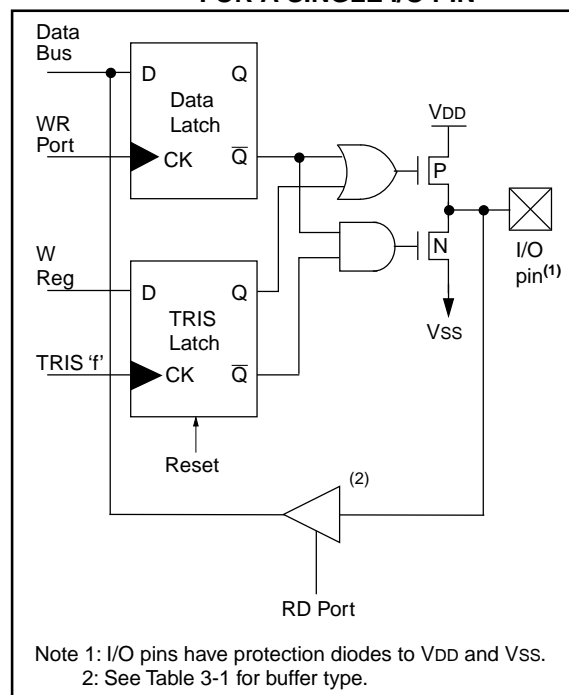 FOR A SINGLE I/O PIN
Data
Bus
D
Q
Data
Latch
WR
Port
CK
Q
VDD
P
I/O
pin(1)
N
W
Reg
D
Q
TRIS
Latch
VSS
TRIS 'f'
CK
Q
Reset
(2)
RD Port
Note 1: I/O pins have protection diodes to VDD and VSS.
2: See Table 3-1 for buffer type.